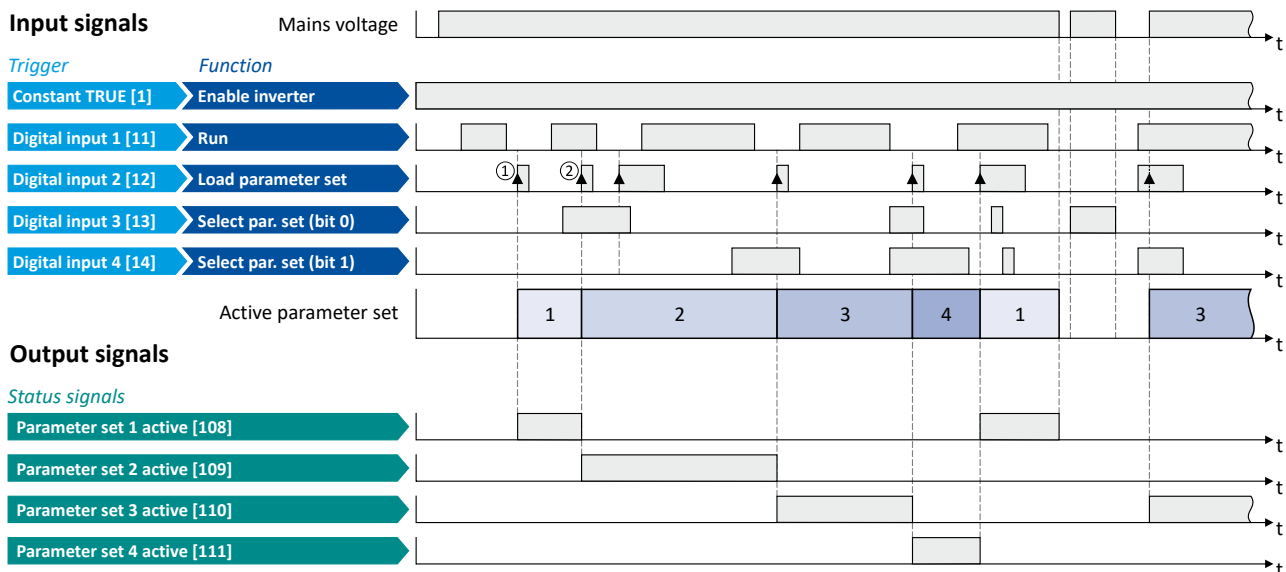 Input signals
Mains voltage
t
Trigger Function
Constant TRUE [1] Enable inverter
t
Digital input 1 [11] Run
t
① ②
Digital input 2 [12] Load parameter set
t
Digital input 3 [13] Select par. set (bit 0)
t
Digital input 4 [14] Select par. set (bit 1)
t
Active parameter set 1 2 3 4 1 3
t
Output signals
Status signals
Parameter set 1 active [108]
t
Parameter set 2 active [109]
t
Parameter set 3 active [110]
t
Parameter set 4 active [111]
t